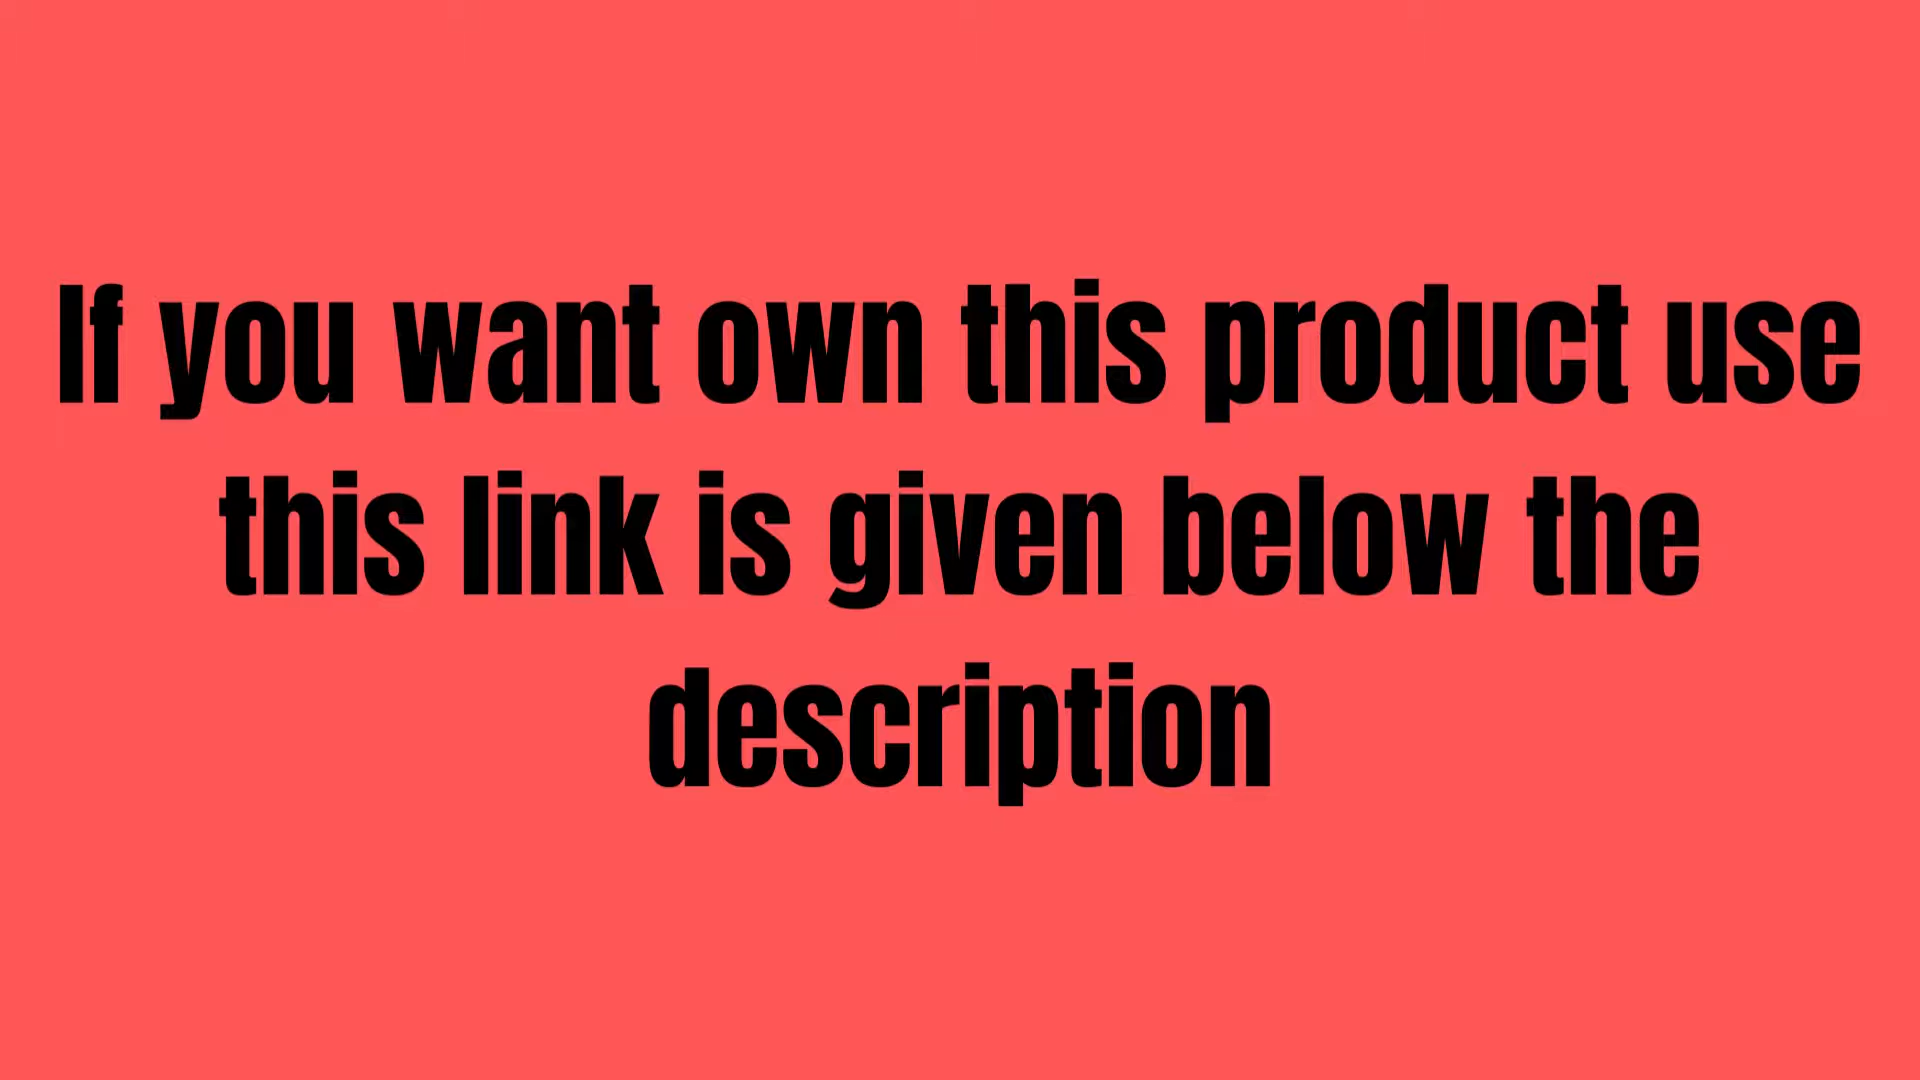 If you want own this product use
this link is given below the
description